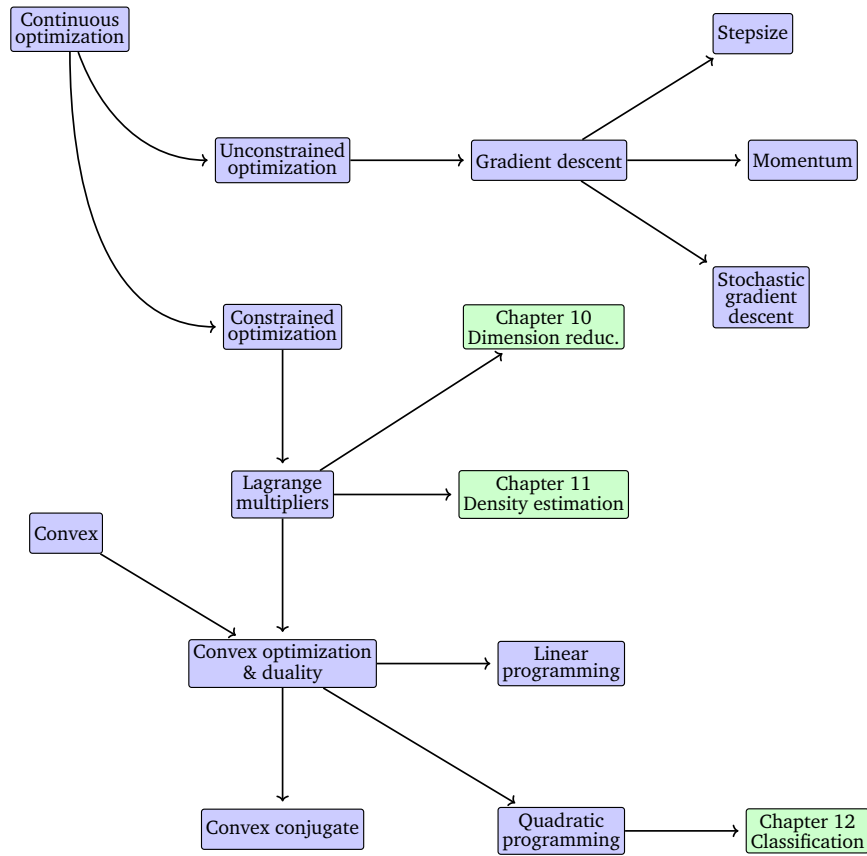 Continuous
optimization
Stepsize
Unconstrained
optimization
Gradient descent
Momentum
Stochastic
gradient
descent
Constrained
optimization
Chapter 10
Dimension reduc.
Lagrange
multipliers
Chapter 11
Density estimation
Convex
Convex optimization
& duality
Linear
programming
Convex conjugate
Quadratic
programming
Chapter 12
Classification